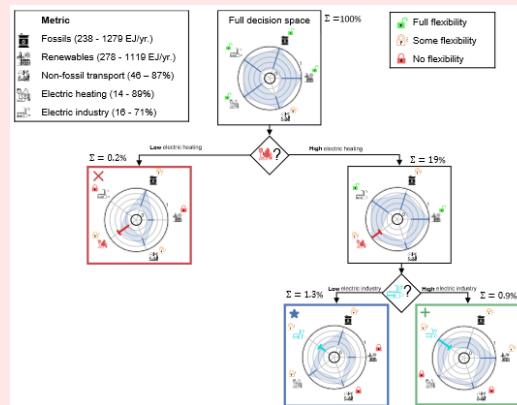 Metric
Fossils (238 - 1279 EJ/yr.)
Renewables (278 - 1119 EJ/yr.)
Non-fossil transport (46 – 87%)
Electric heating (14 - 89%)
Electric industry (16 - 71%)
Full decision space
Σ = 100%
Full flexibility
Some flexibility
No flexibility
Low electric heating
?
High electric heating
Σ = 0.2%
Σ = 19%
Low electric industry
?
High electric industry
Σ = 1.3%
Σ = 0.9%